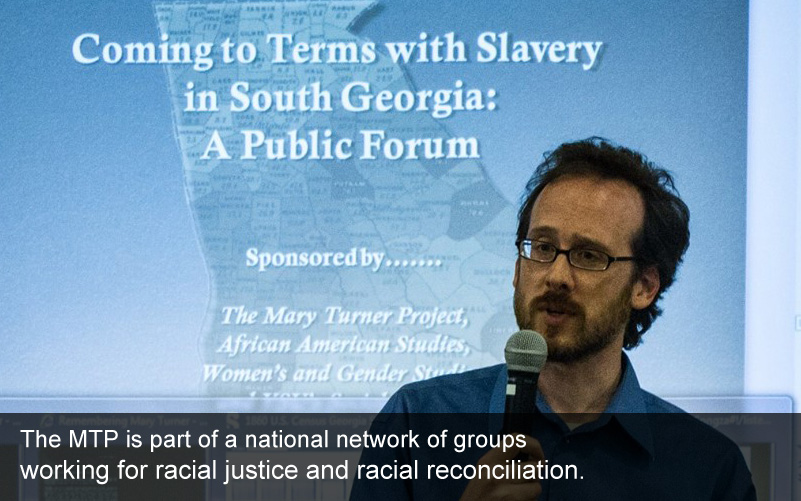 Coming to Terms with Slavery
in South Georgia:
A Public Forum
Sponsored by.......
The Mary Turner Project,
African American Studies,
Women's and Gender
The MTP is part of a national network of groups
working for racial justice and racial reconciliation.